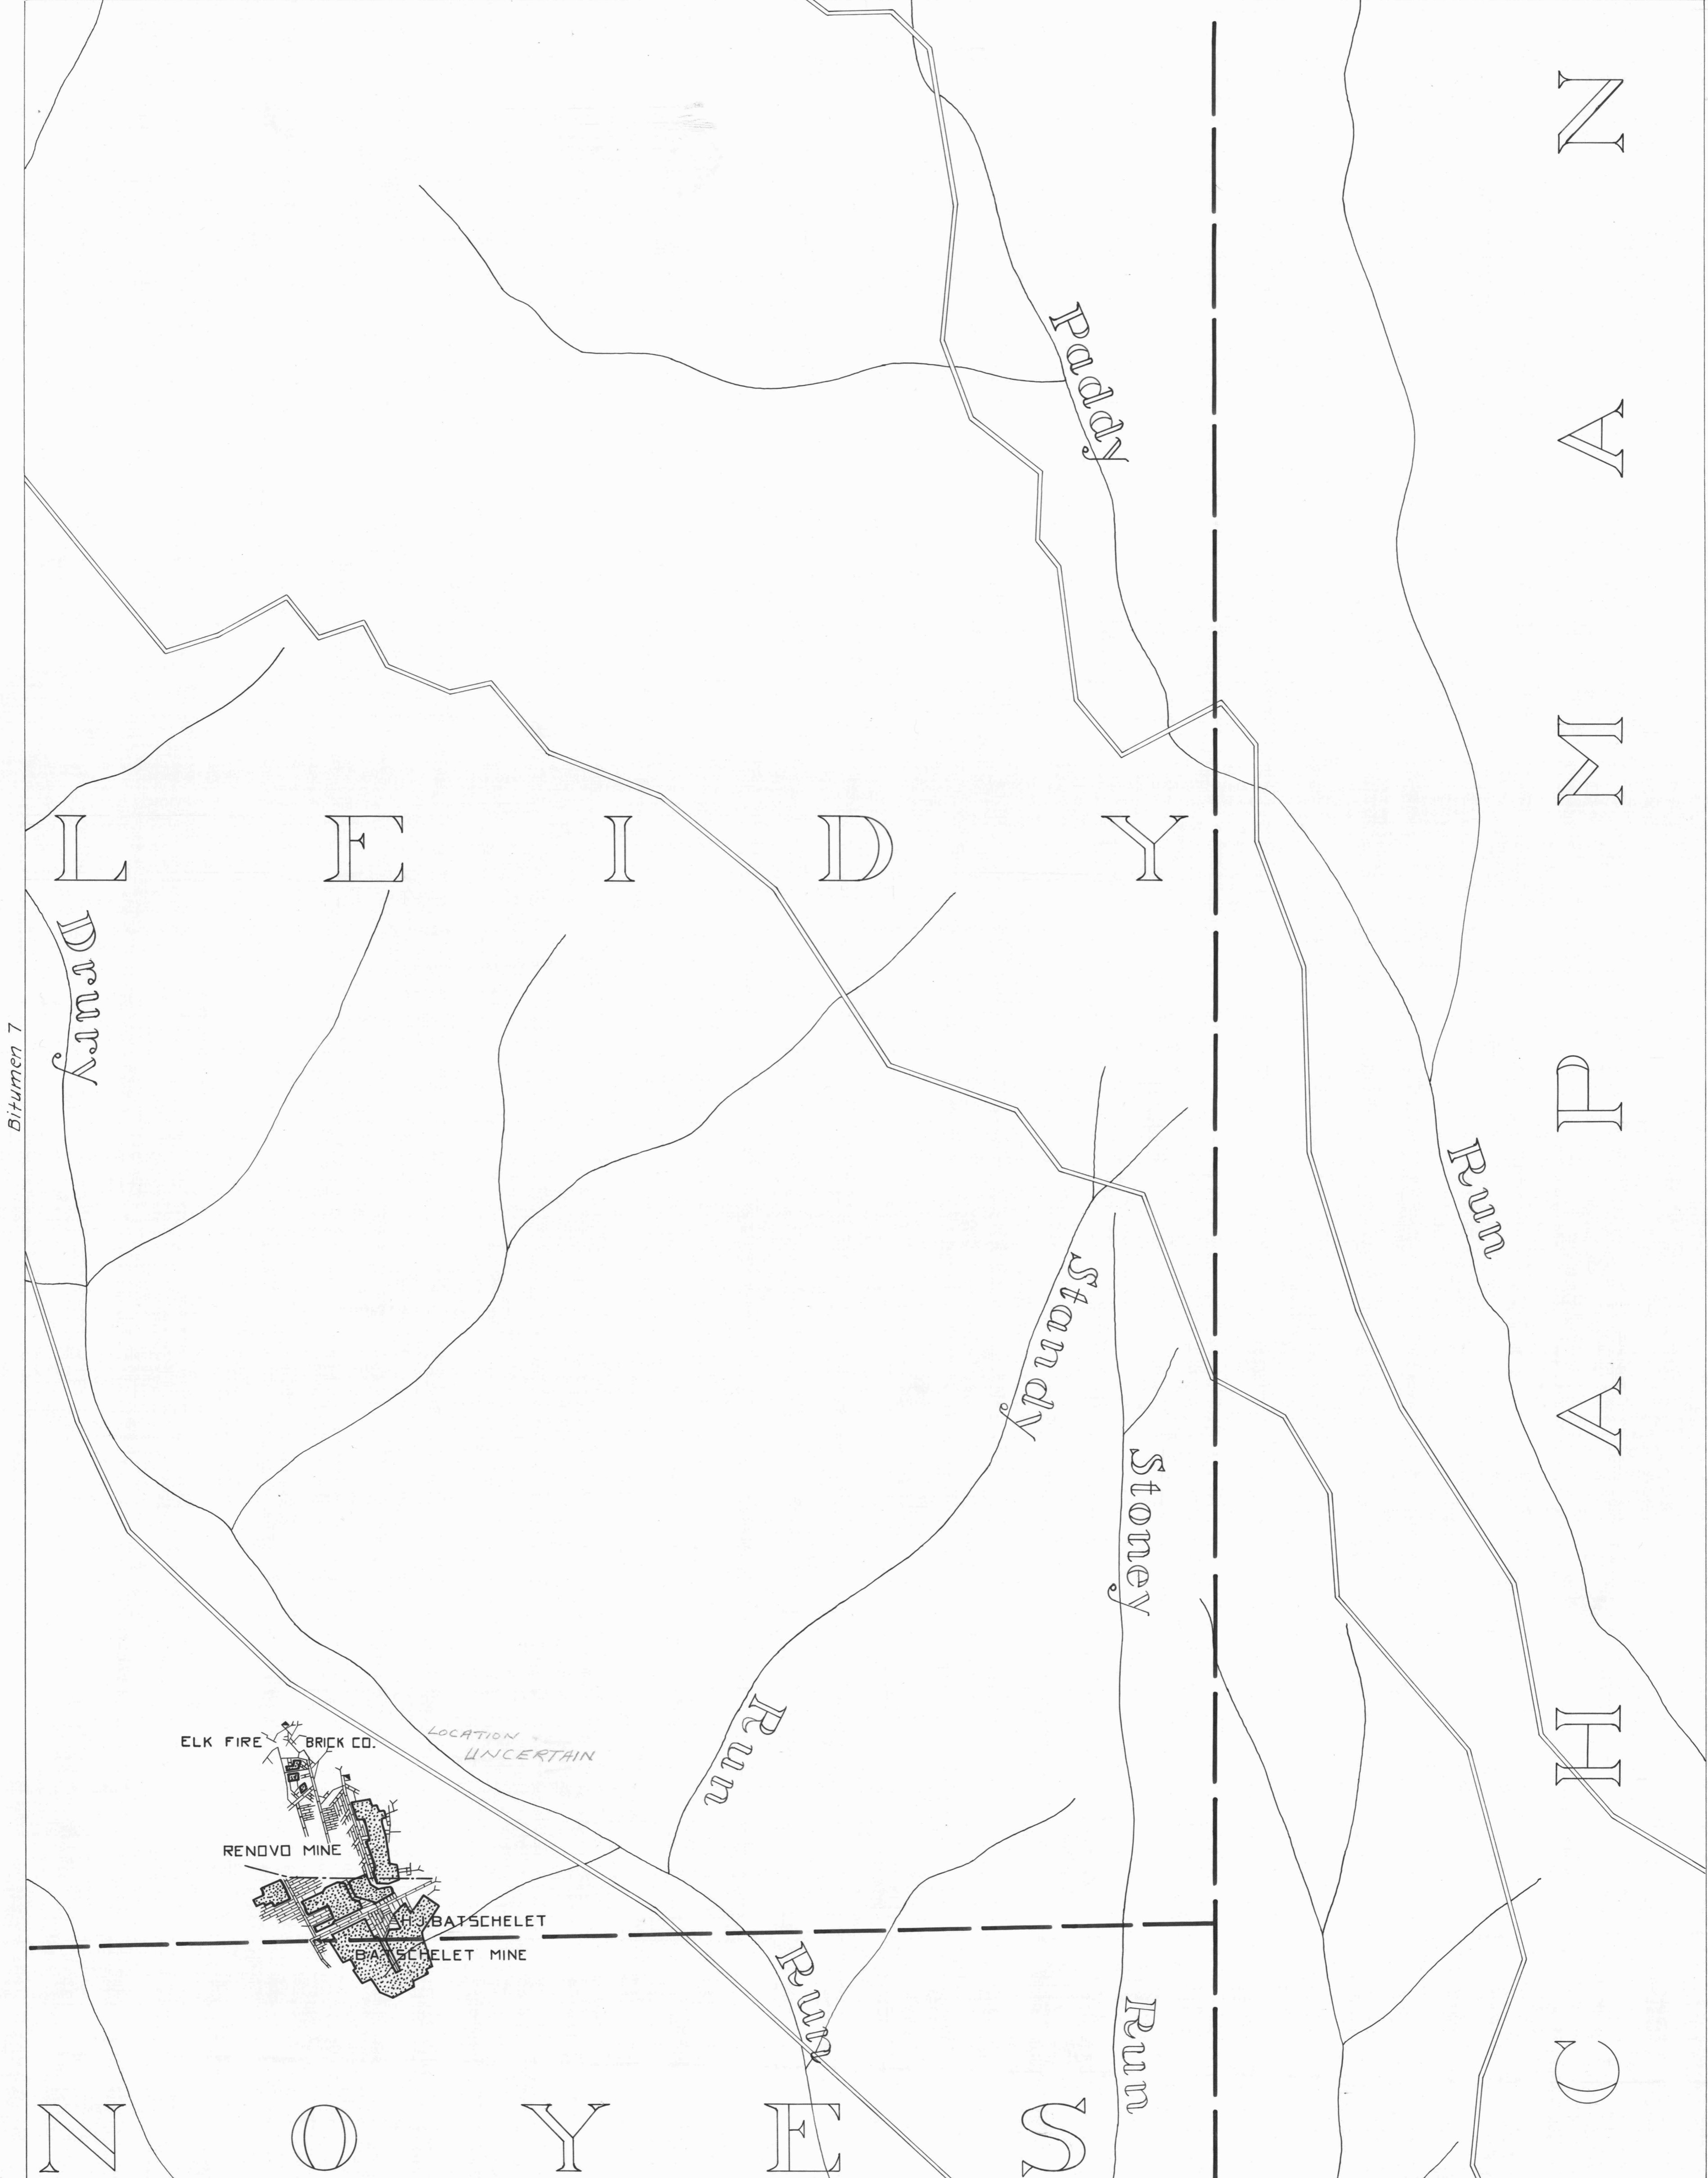 Paddy
Run
CHAPMAN
LEIDY
Drury
Run
Bitumen 7
Standy
Run
Stoney
Run
ELK FIRE BRICK CO.
LOCATION
UNCERTAIN
RENOVO MINE
H.J. BATSCHELET
BATSCHELET MINE
NOYES